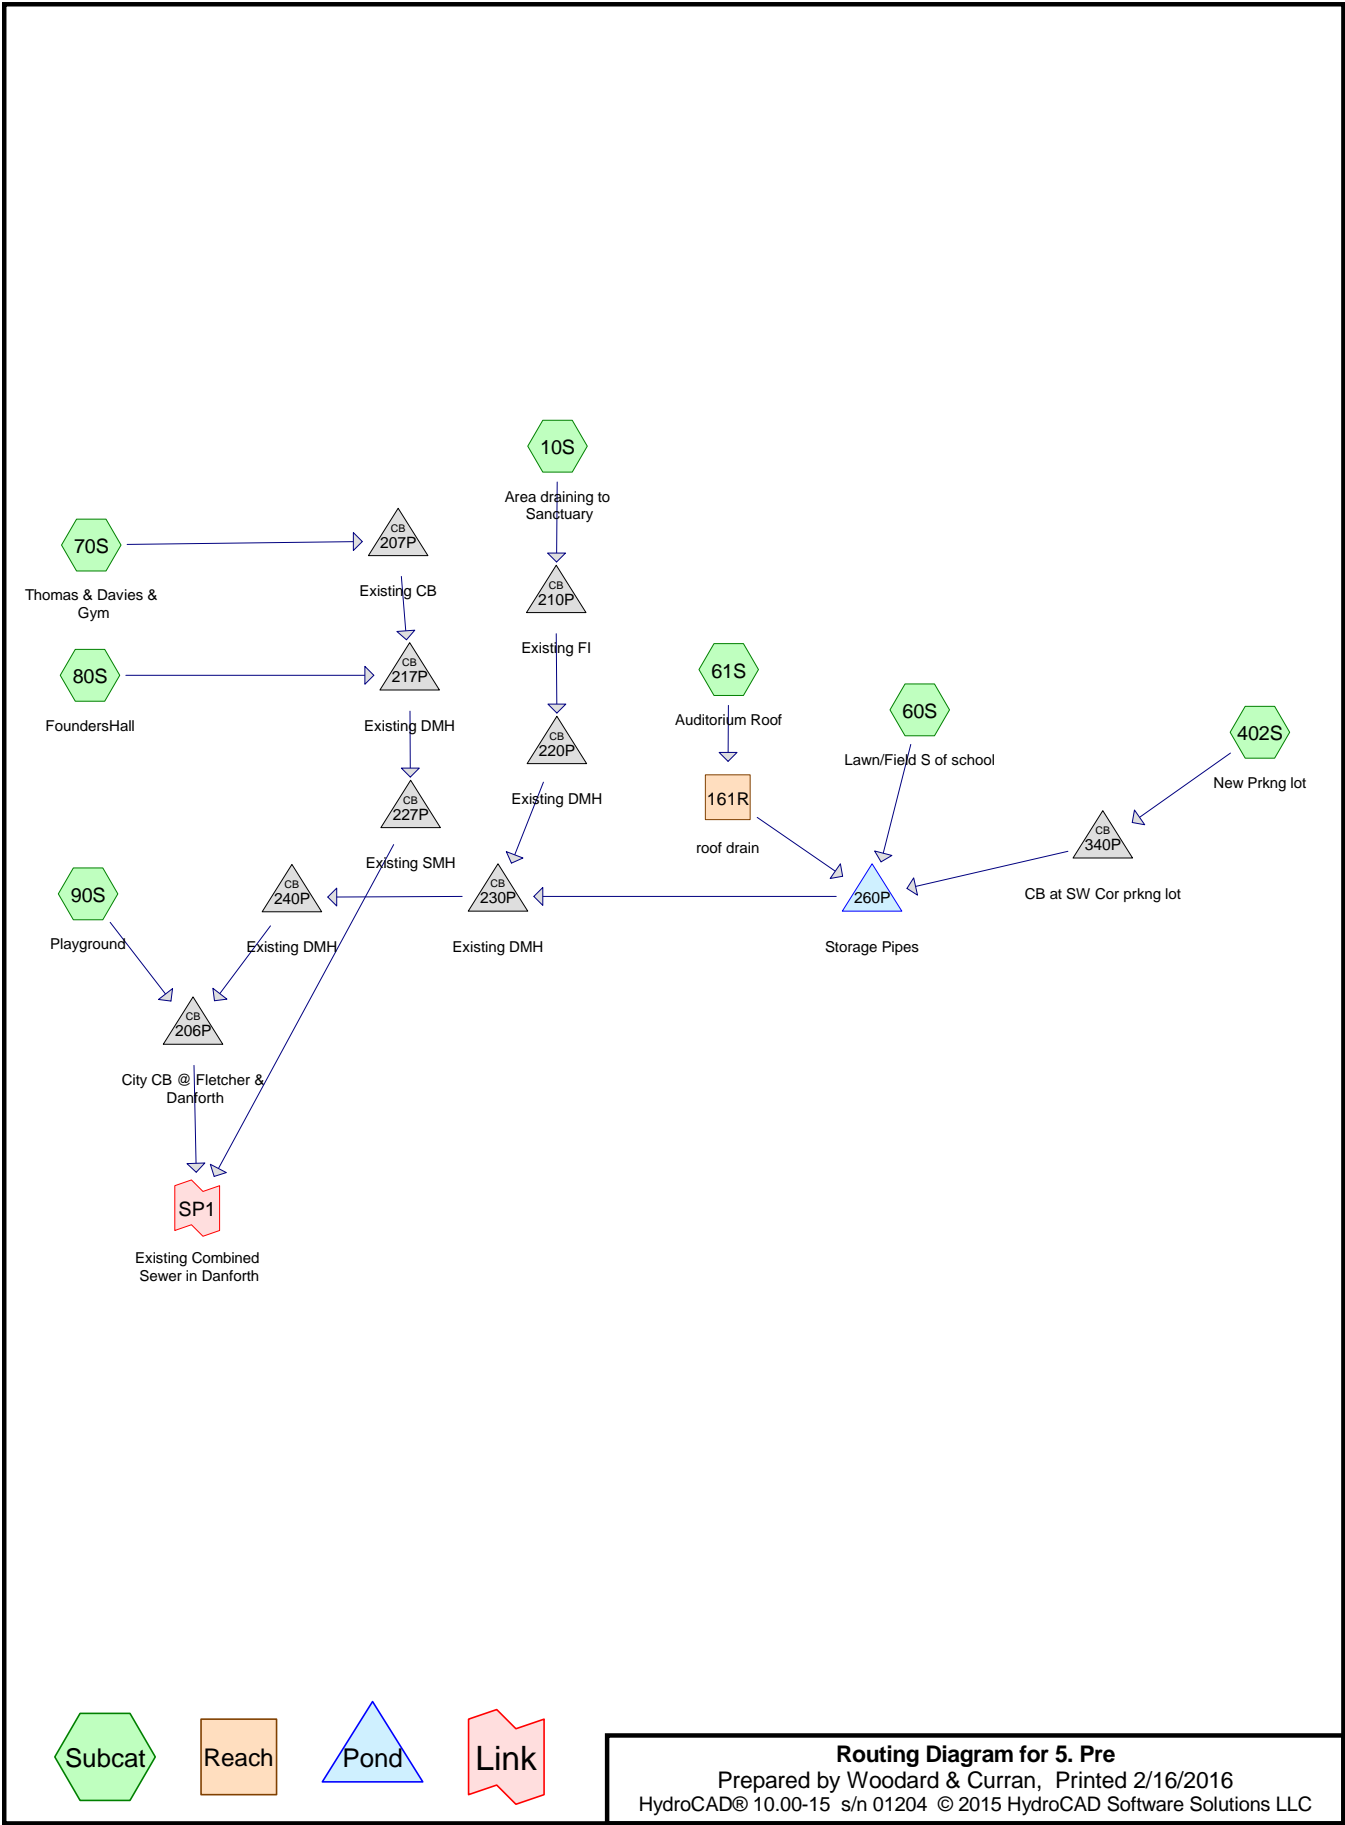 10S
Area draining to
Sanctuary
70S
Thomas & Davies &
Gym
CB
207P
Existing CB
CB
210P
Existing FI
80S
FoundersHall
CB
217P
Existing DMH
61S
Auditorium Roof
60S
Lawn/Field S of school
402S
New Prkng lot
CB
220P
Existing DMH
CB
227P
Existing SMH
161R
roof drain
CB
340P
CB at SW Cor prkng lot
90S
Playground
CB
240P
Existing DMH
CB
230P
Existing DMH
260P
Storage Pipes
CB
206P
City CB @ Fletcher &
Danforth
SP1
Existing Combined
Sewer in Danforth
Subcat
Reach
Pond
Link
Routing Diagram for 5. Pre
Prepared by Woodard & Curran, Printed 2/16/2016
HydroCAD® 10.00-15 s/n 01204 © 2015 HydroCAD Software Solutions LLC